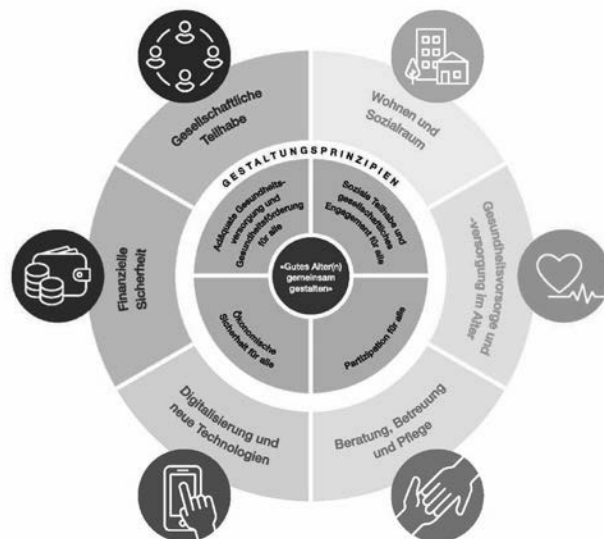 Gesellschaftliche
Teilhabe
Wohnen und
Sozialraum
Gesundheitsvorsorge und
-versorgung im Alter
Beratung, Betreuung
und Pflege
Digitalisierung und
neue Technologien
Finanzielle
Sicherheit
GESTALTUNGSPRINZIPIEN
Adäquate Gesundheits-
versorgung und
Gesundheitsförderung
für alle
Soziale Teilhabe und
gesellschaftliches
Engagement für alle
Partizipation für alle
Ökonomische
Sicherheit für alle
«Gutes Alter(n)
gemeinsam
gestalten»